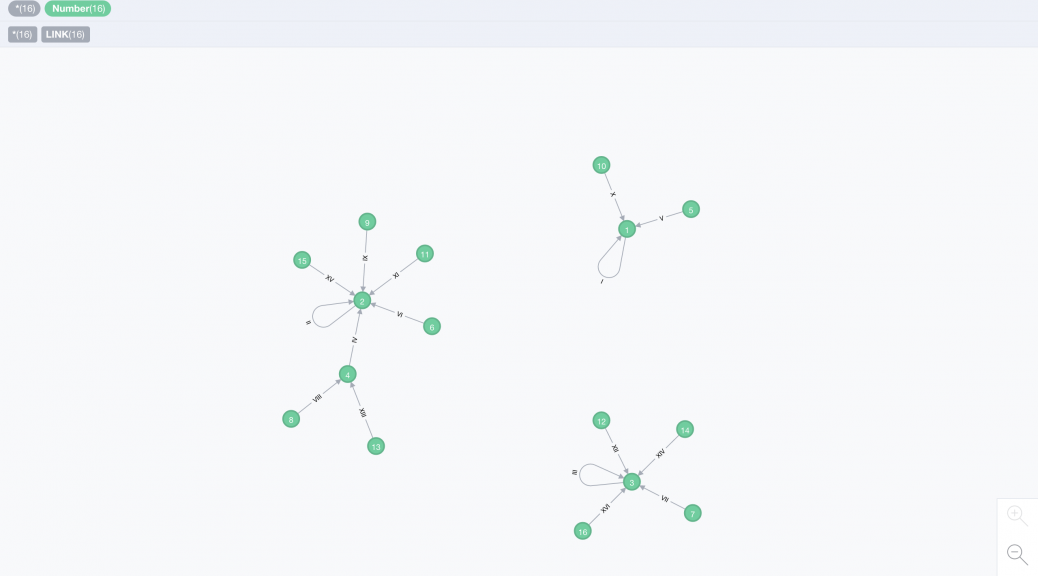 *(16) Number(16)
*(16) LINK(16)
10
X
5
V
1
I
9
IX
11
XI
15
XV
2
II
VI
6
IV
4
VIII
8
XIII
13
12
XII
14
XIV
III
3
VII
7
XVI
16